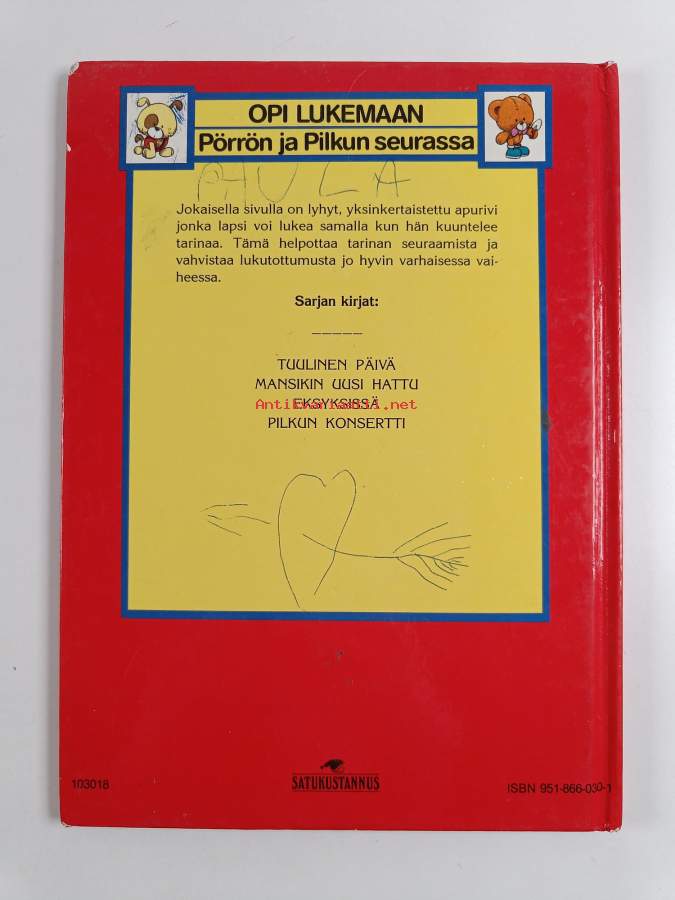 OPI LUKEMAAN
Pörrön ja Pilkun seurassa
PAULA
Jokaisella sivulla on lyhyt, yksinkertaistettu apurivi
jonka lapsi voi lukea samalla kun hän kuuntelee
tarinaa. Tämä helpottaa tarinan seuraamista ja
vahvistaa lukutottumusta jo hyvin varhaisessa vai-
heessa.
Sarjan kirjat:
–––––
TUULINEN PÄIVÄ
MANSIKIN UUSI HATTU
EKSYKSISSÄ
Antikvariaatti.net
PILKUN KONSERTTI
103018
SATUKUSTANNUS
ISBN 951-866-030-1